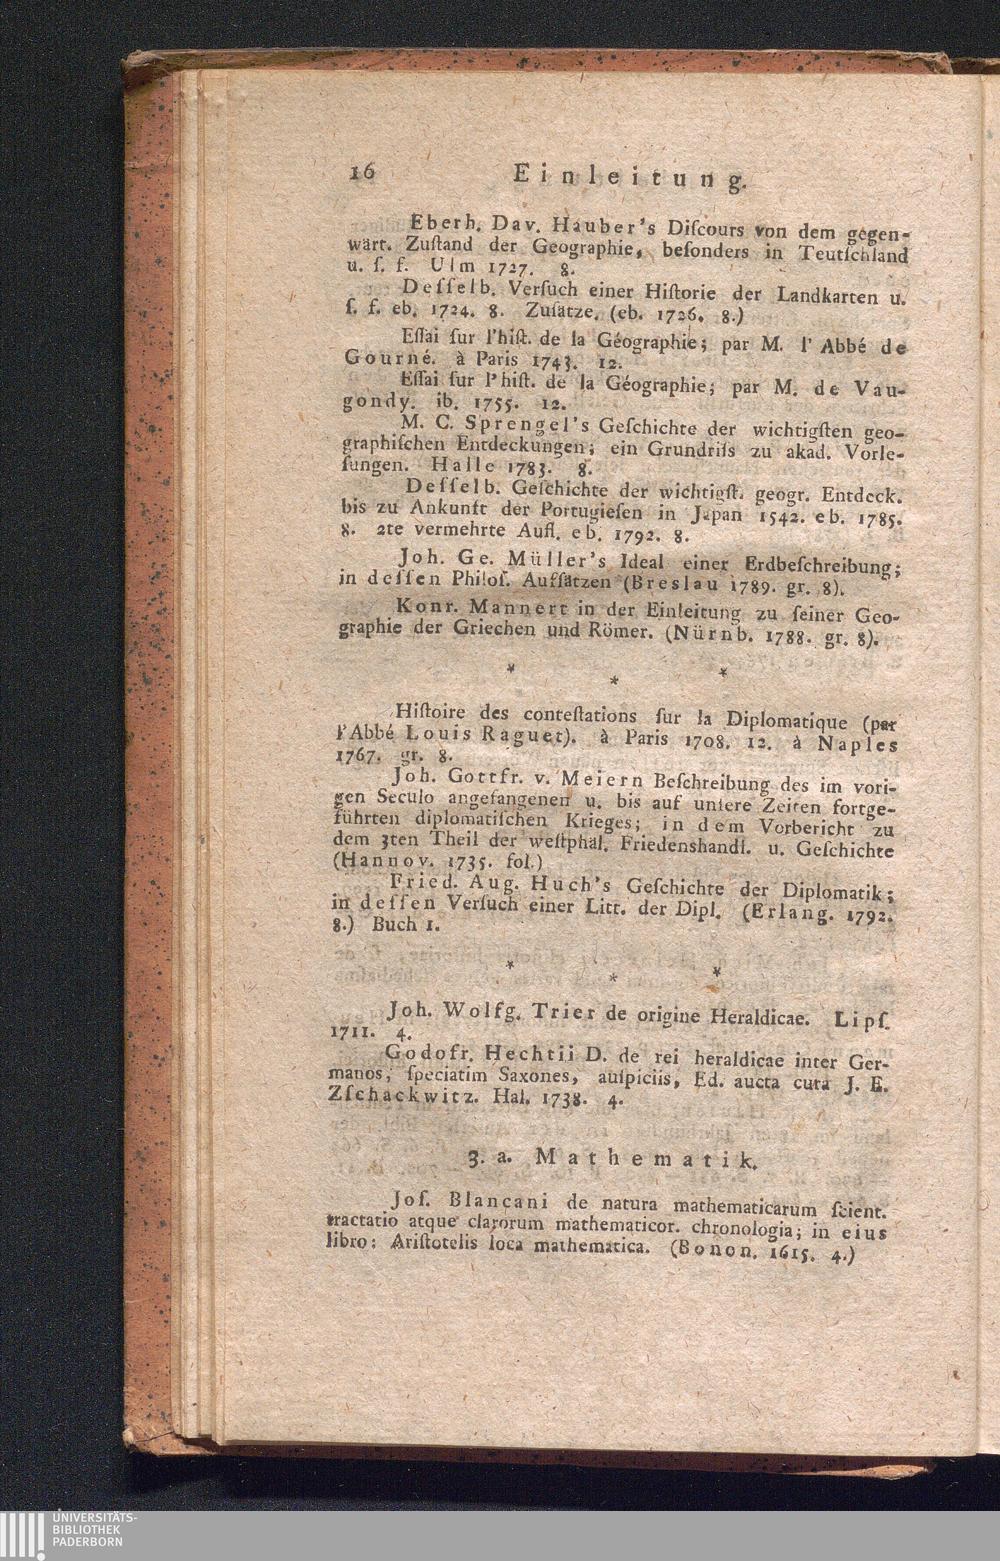 16 Einleitung.
Eberh. Dav. Hauber's Diſcours von dem gegen-
wärt. Zuſtand der Geographie, beſonders in Teutſchland
u. ſ. f. Ulm 1727. 8.
Deſſelb. Verſuch einer Hiſtorie der Landkarten u.
ſ. f. eb. 1724. 8. Zuſätze. (eb. 1726. 8.)
Eſſai ſur l'hiſt. de la Géographie; par M. l' Abbé de
Gourné. à Paris 1743. 12.
Eſſai ſur l'hiſt. de la Géographie; par M. de Vau-
gondy. ib. 1755. 12.
M. C. Sprengel's Geſchichte der wichtigſten geo-
graphiſchen Entdeckungen; ein Grundriſs zu akad. Vorle-
ſungen. Halle 1783. 8.
Deſſelb. Geſchichte der wichtigſt. geogr. Entdeck.
bis zu Ankunft der Portugieſen in Japan 1542. eb. 1785.
8. 2te vermehrte Aufl. eb. 1792. 8.
Joh. Ge. Müller's Ideal einer Erdbeſchreibung;
in deſſen Philoſ. Aufſätzen (Breslau 1789. gr. 8).
Konr. Mannert in der Einleitung zu ſeiner Geo-
graphie der Griechen und Römer. (Nürnb. 1788. gr. 8).
* * *
Hiſtoire des conteſtations ſur la Diplomatique (par
l'Abbé Louis Raguet). à Paris 1708. 12. à Naples
1767. gr. 8.
Joh. Gottfr. v. Meiern Beſchreibung des im vori-
gen Seculo angefangenen u. bis auf unſere Zeiten fortge-
führten diplomatiſchen Krieges; in dem Vorbericht zu
dem 3ten Theil der weſtphäl. Friedenshandl. u. Geſchichte
(Hannov. 1735. fol.)
Fried. Aug. Huch's Geſchichte der Diplomatik;
in deſſen Verſuch einer Litt. der Dipl. (Erlang. 1792.
8.) Buch 1.
* * *
Joh. Wolfg. Trier de origine Heraldicae. Lipſ.
1711. 4.
Godofr. Hechtii D. de rei heraldicae inter Ger-
manos, ſpeciatim Saxones, auſpiciis, Ed. aucta cura J. E.
Zſchackwitz. Hal. 1738. 4.
3. a. Mathematik.
Joſ. Blancani de natura mathematicarum ſcient.
tractatio atque clarorum mathematicor. chronologia; in eius
libro: Ariſtotelis loca mathematica. (Bonon. 1615. 4.)
UNIVERSITÄTS-
BIBLIOTHEK
PADERBORN